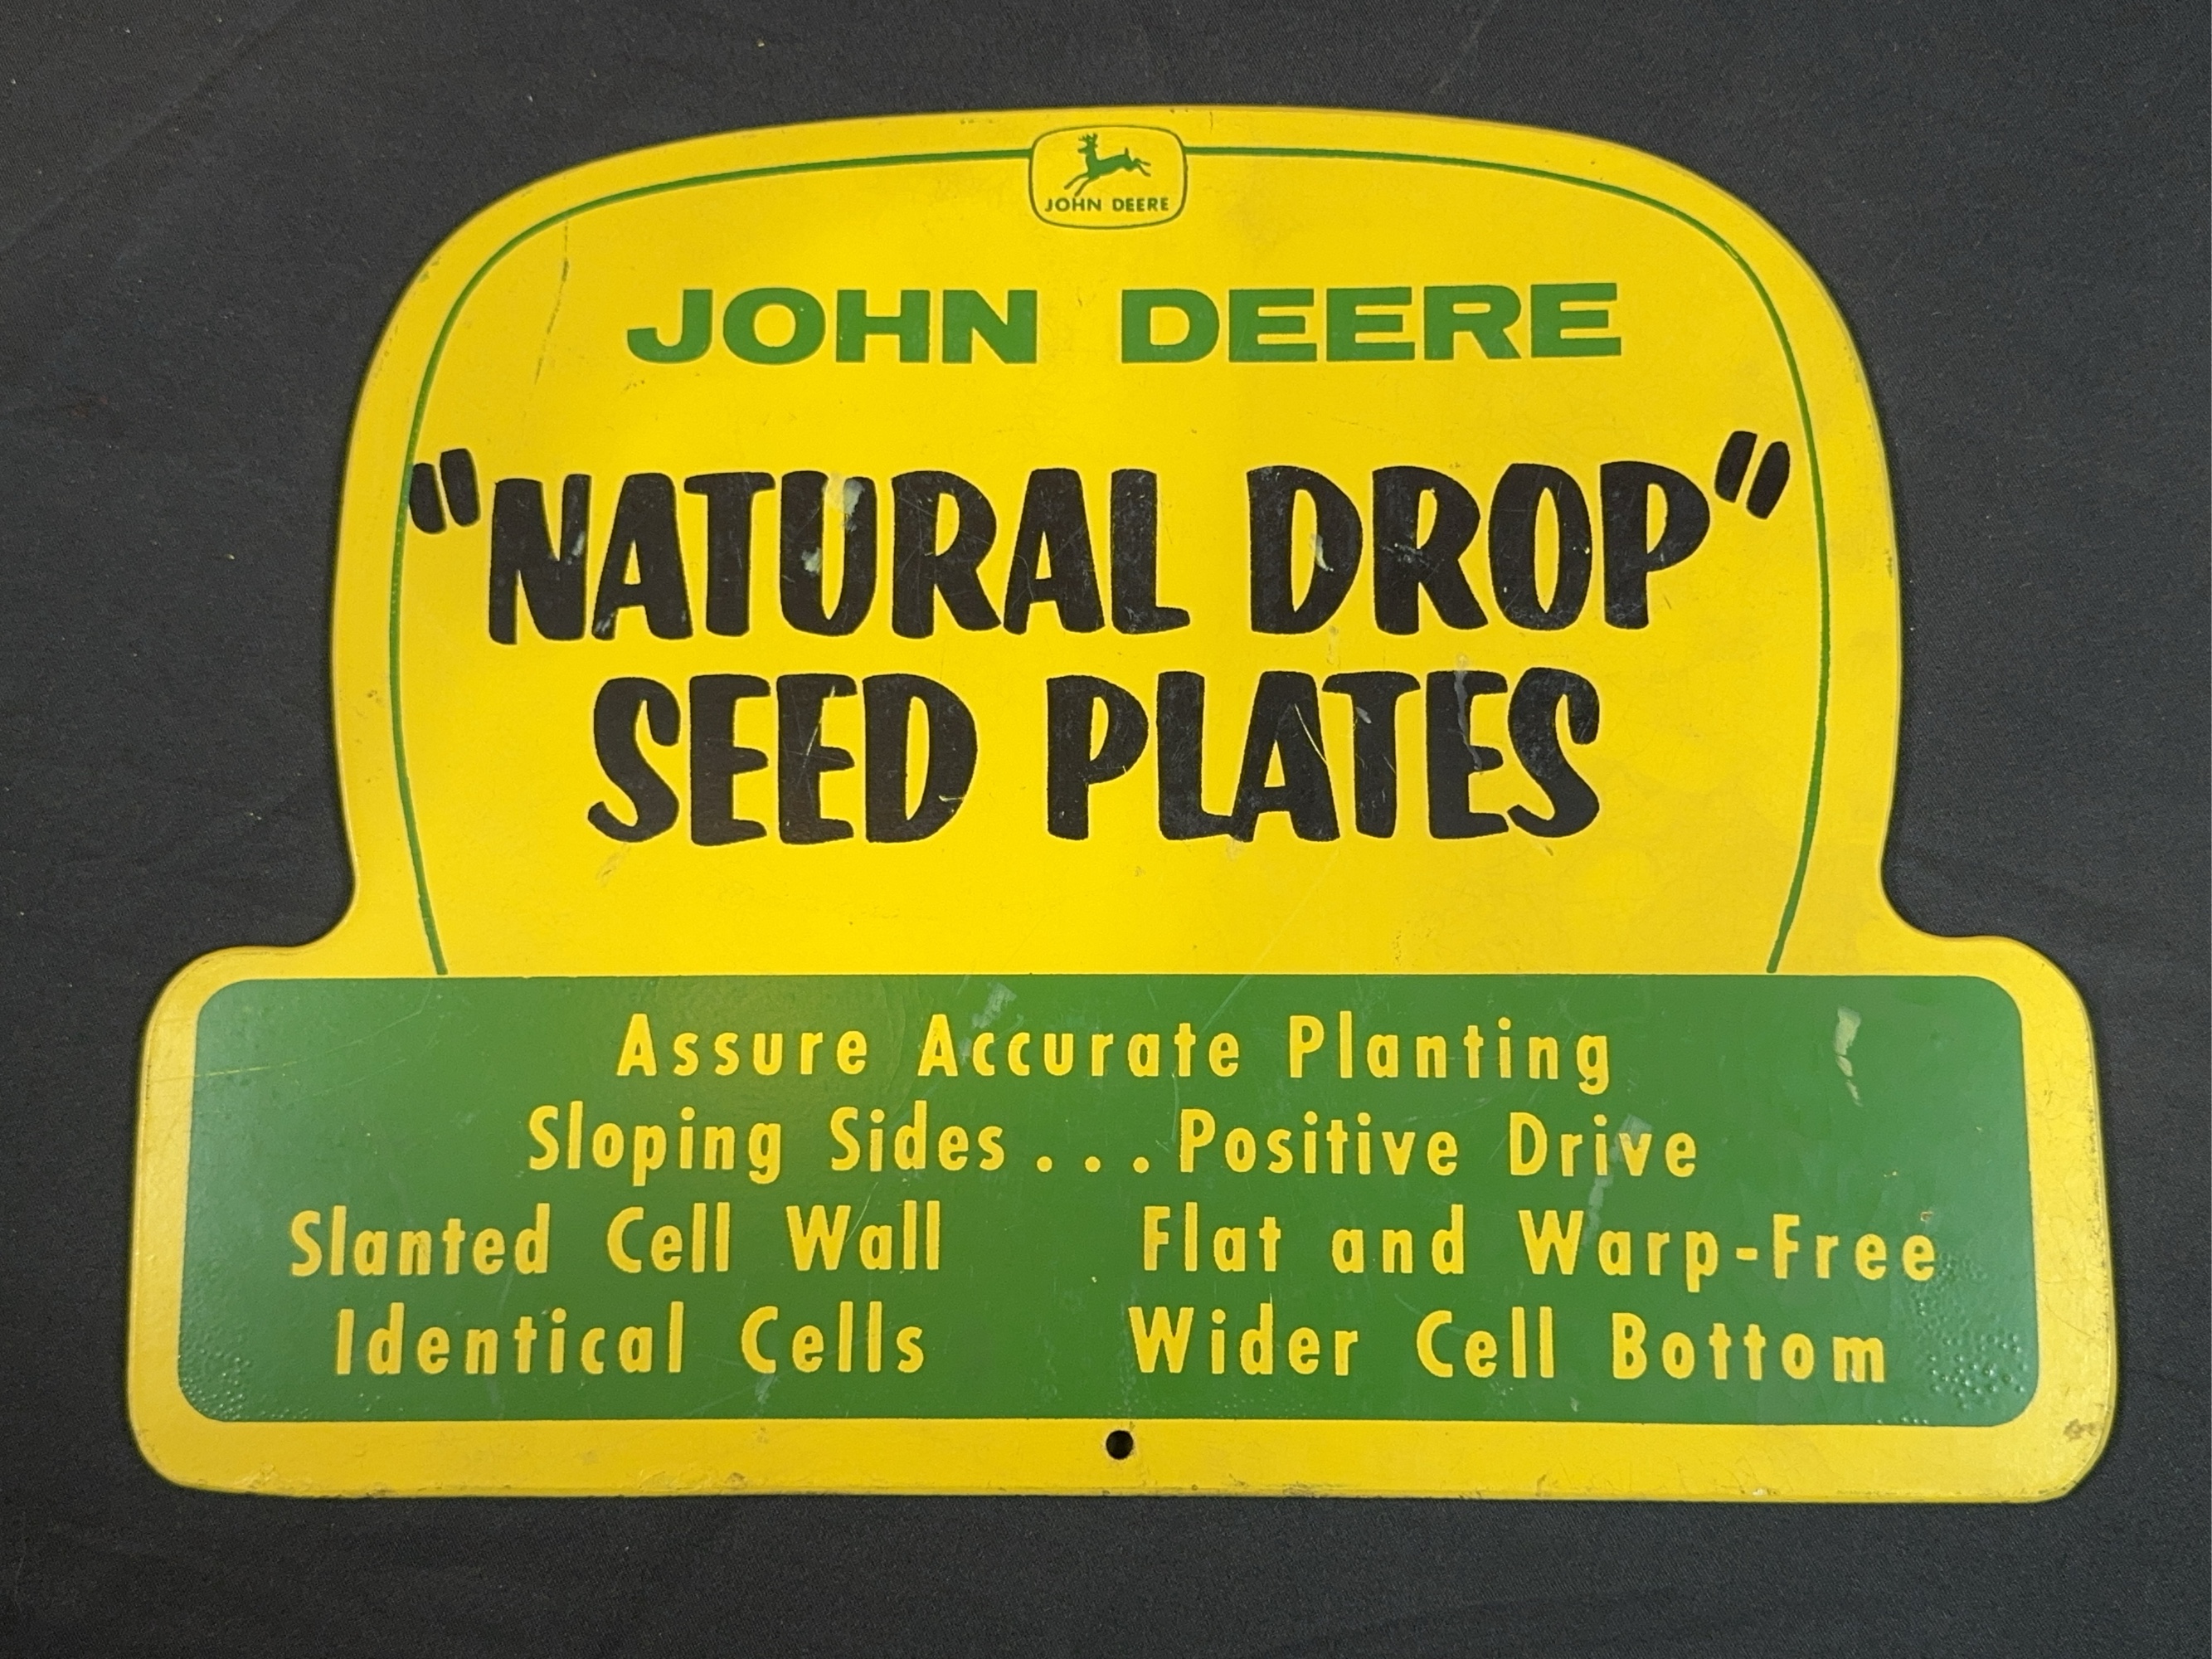 JOHN DEERE
JOHN DEERE
"NATURAL DROP"
SEED PLATES
Assure Accurate Planting
Sloping Sides . . . Positive Drive
Slanted Cell Wall Flat and Warp-Free
Identical Cells Wider Cell Bottom